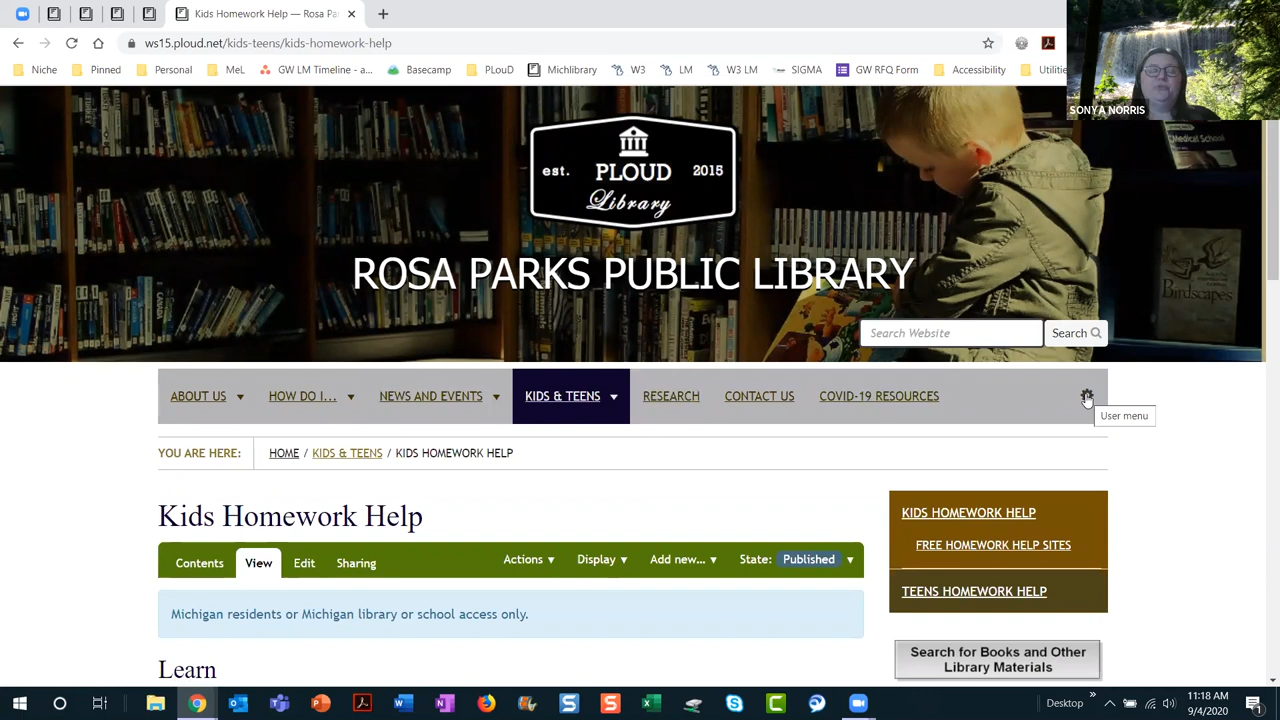 Kids Homework Help — Rosa Par
ws15.ploud.net/kids-teens/kids-homework-help
Niche
Pinned
Personal
MeL
GW LM Timeline - a...
Basecamp
PLouD
Michlibrary
W3
LM
W3 LM
SIGMA
GW RFQ Form
Accessibility
Utilitie
SONYA NORRIS
Medical School
est. PLOUD 2015
Library
ROSA PARKS PUBLIC LIBRARY
Birdscapes
Search Website
Search
ABOUT US
HOW DO I...
NEWS AND EVENTS
KIDS & TEENS
RESEARCH
CONTACT US
COVID-19 RESOURCES
User menu
YOU ARE HERE:
HOME / KIDS & TEENS / KIDS HOMEWORK HELP
Kids Homework Help
Contents
View
Edit
Sharing
Actions
Display
Add new...
State: Published
Michigan residents or Michigan library or school access only.
Learn
KIDS HOMEWORK HELP
FREE HOMEWORK HELP SITES
TEENS HOMEWORK HELP
Search for Books and Other
Library Materials
Desktop
11:18 AM
9/4/2020